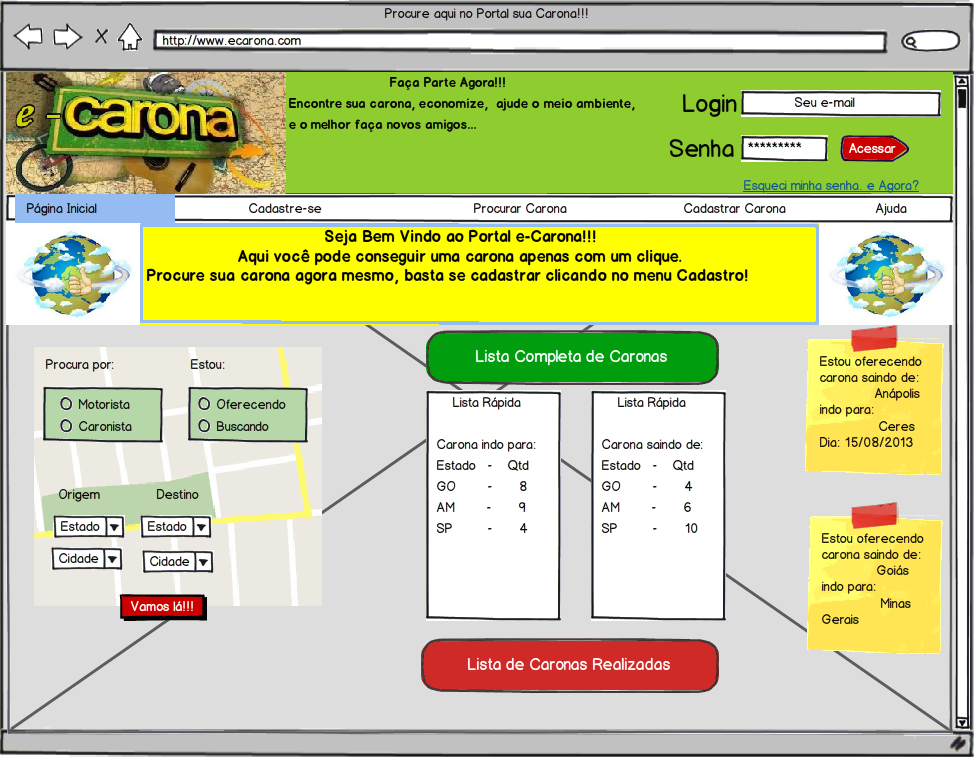 Procure aqui no Portal sua Carona!!!
http://www.ecarona.com
e - carona
Faça Parte Agora!!!
Encontre sua carona, economize, ajude o meio ambiente,
e o melhor faça novos amigos...
Login
Seu e-mail
Senha
*********
Acessar
Esqueci minha senha. e Agora?
Página Inicial
Cadastre-se
Procurar Carona
Cadastrar Carona
Ajuda
Seja Bem Vindo ao Portal e-Carona!!!
Aqui você pode conseguir uma carona apenas com um clique.
Procure sua carona agora mesmo, basta se cadastrar clicando no menu Cadastro!
Procura por:
Motorista
Caronista
Estou:
Oferecendo
Buscando
Origem
Destino
Estado
Estado
Cidade
Cidade
Vamos lá!!!
Lista Completa de Caronas
Lista Rápida
Carona indo para:
Estado - Qtd
GO - 8
AM - 9
SP - 4
Lista Rápida
Carona saindo de:
Estado - Qtd
GO - 4
AM - 6
SP - 10
Lista de Caronas Realizadas
Estou oferecendo
carona saindo de:
Anápolis
indo para:
Ceres
Dia: 15/08/2013
Estou oferecendo
carona saindo de:
Goiás
indo para:
Minas
Gerais